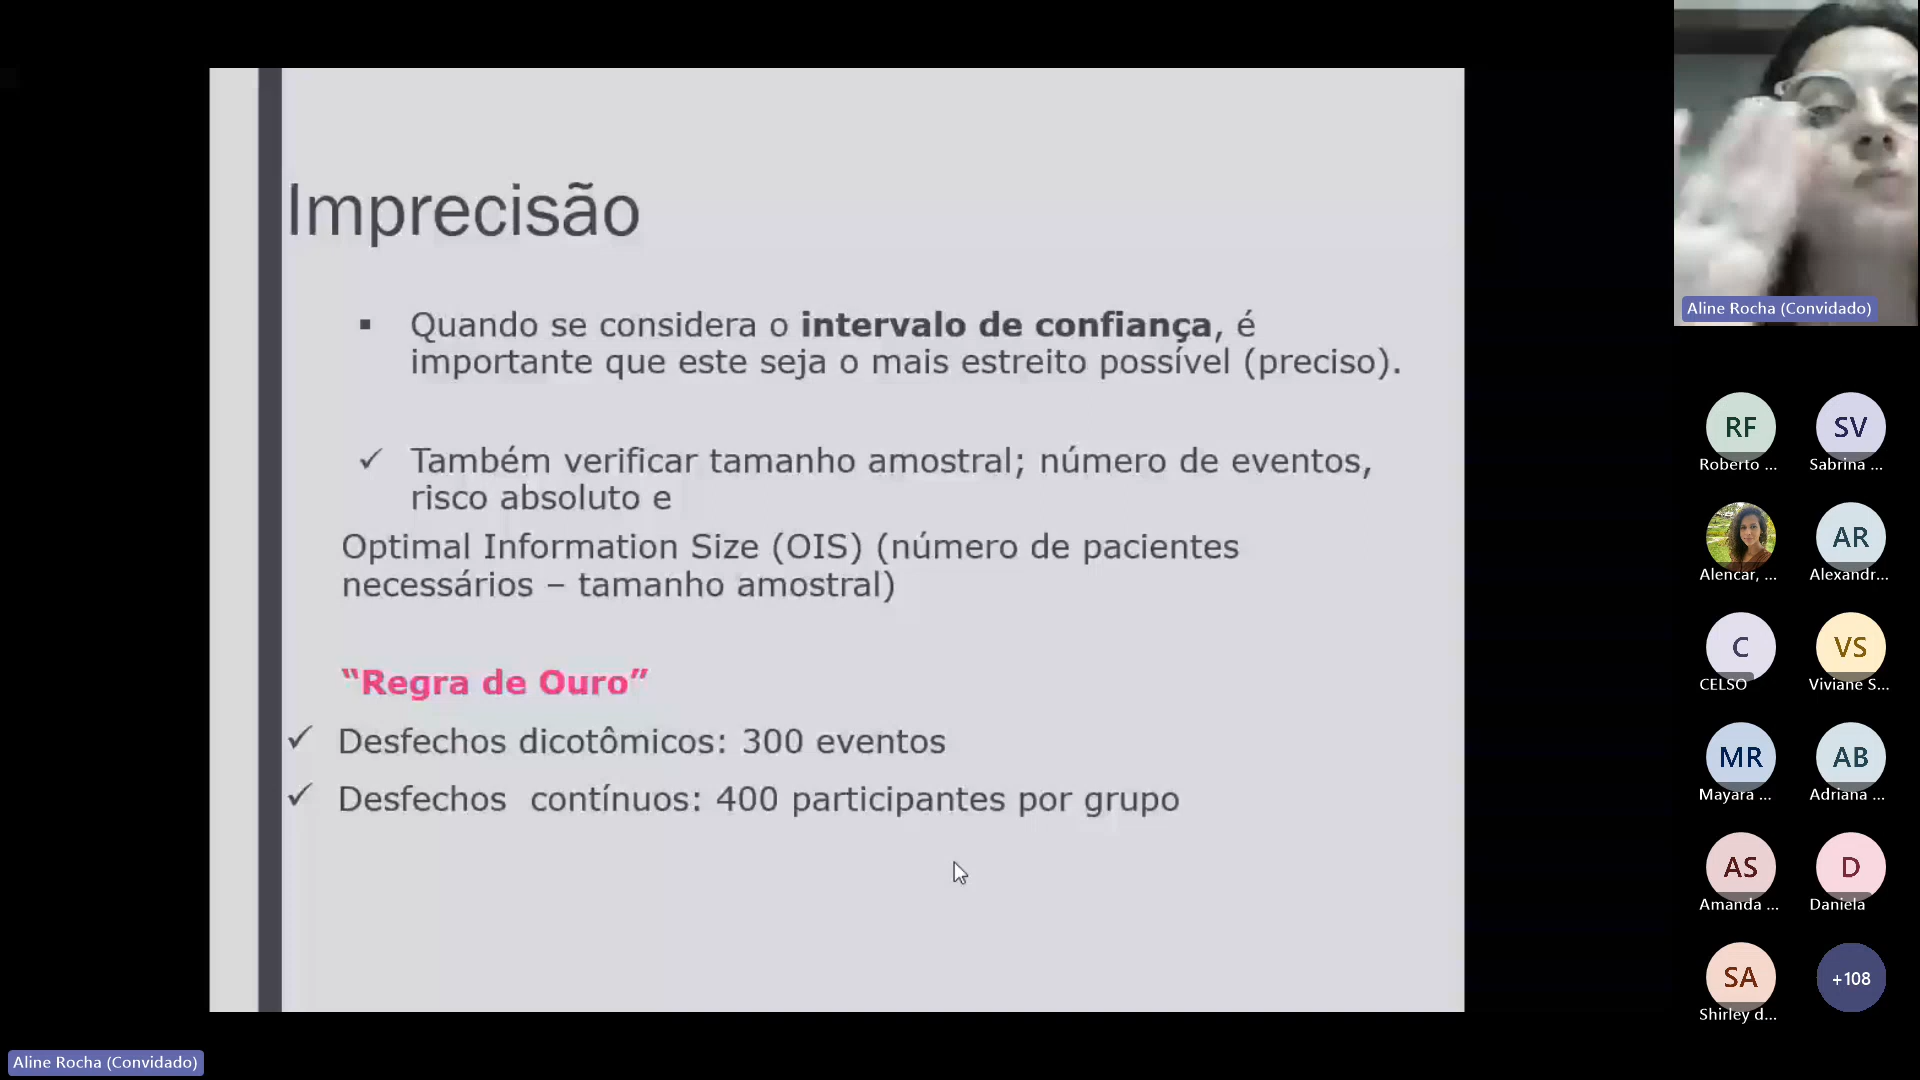 Imprecisão
▪ Quando se considera o intervalo de confiança, é
importante que este seja o mais estreito possível (preciso).
✓ Também verificar tamanho amostral; número de eventos,
risco absoluto e
Optimal Information Size (OIS) (número de pacientes
necessários – tamanho amostral)
“Regra de Ouro”
✓ Desfechos dicotômicos: 300 eventos
✓ Desfechos contínuos: 400 participantes por grupo
Aline Rocha (Convidado)
RF
SV
Roberto ...
Sabrina ...
AR
Alencar, ...
Alexandr...
C
VS
CELSO
Viviane S...
MR
AB
Mayara ...
Adriana ...
AS
D
Amanda ...
Daniela
SA
+108
Shirley d...
Aline Rocha (Convidado)